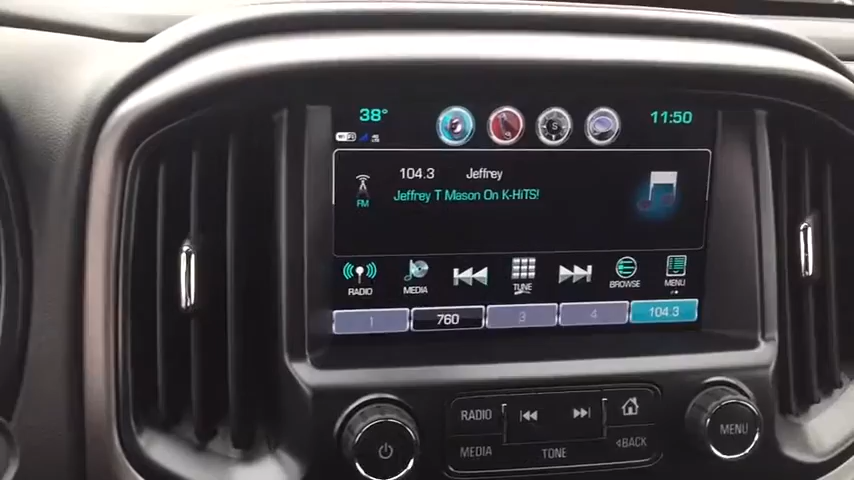 38°
11:50
104.3 Jeffrey
FM
Jeffrey T Mason On K-HiTS!
RADIO MEDIA TUNE BROWSE MENU
1 760 3 4 104.3
RADIO
MEDIA TONE BACK
MENU